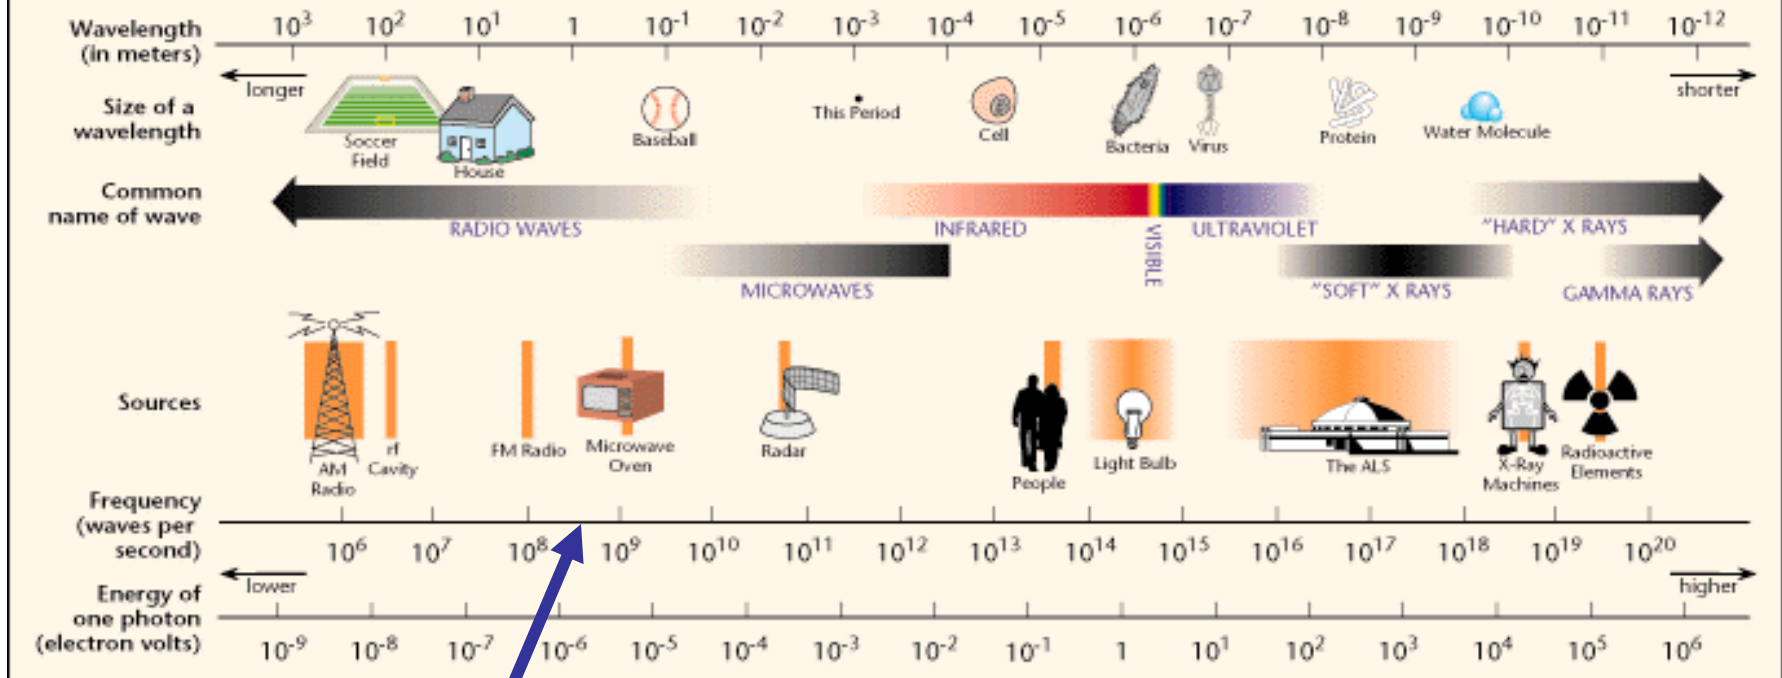 Wavelength
(in meters)
10³ 10² 10¹ 1 10⁻¹ 10⁻² 10⁻³ 10⁻⁴ 10⁻⁵ 10⁻⁶ 10⁻⁷ 10⁻⁸ 10⁻⁹ 10⁻¹⁰ 10⁻¹¹ 10⁻¹²
longer
shorter
Size of a
wavelength
Soccer
Field
House
Baseball
This Period
Cell
Bacteria
Virus
Protein
Water Molecule
Common
name of wave
RADIO WAVES
INFRARED
VISIBLE
ULTRAVIOLET
"HARD" X RAYS
MICROWAVES
"SOFT" X RAYS
GAMMA RAYS
Sources
AM
Radio
rf
Cavity
FM Radio
Microwave
Oven
Radar
People
Light Bulb
The ALS
X-Ray
Machines
Radioactive
Elements
Frequency
(waves per
second)
10⁶ 10⁷ 10⁸ 10⁹ 10¹⁰ 10¹¹ 10¹² 10¹³ 10¹⁴ 10¹⁵ 10¹⁶ 10¹⁷ 10¹⁸ 10¹⁹ 10²⁰
lower
higher
Energy of
one photon
(electron volts)
10⁻⁹ 10⁻⁸ 10⁻⁷ 10⁻⁶ 10⁻⁵ 10⁻⁴ 10⁻³ 10⁻² 10⁻¹ 1 10¹ 10² 10³ 10⁴ 10⁵ 10⁶